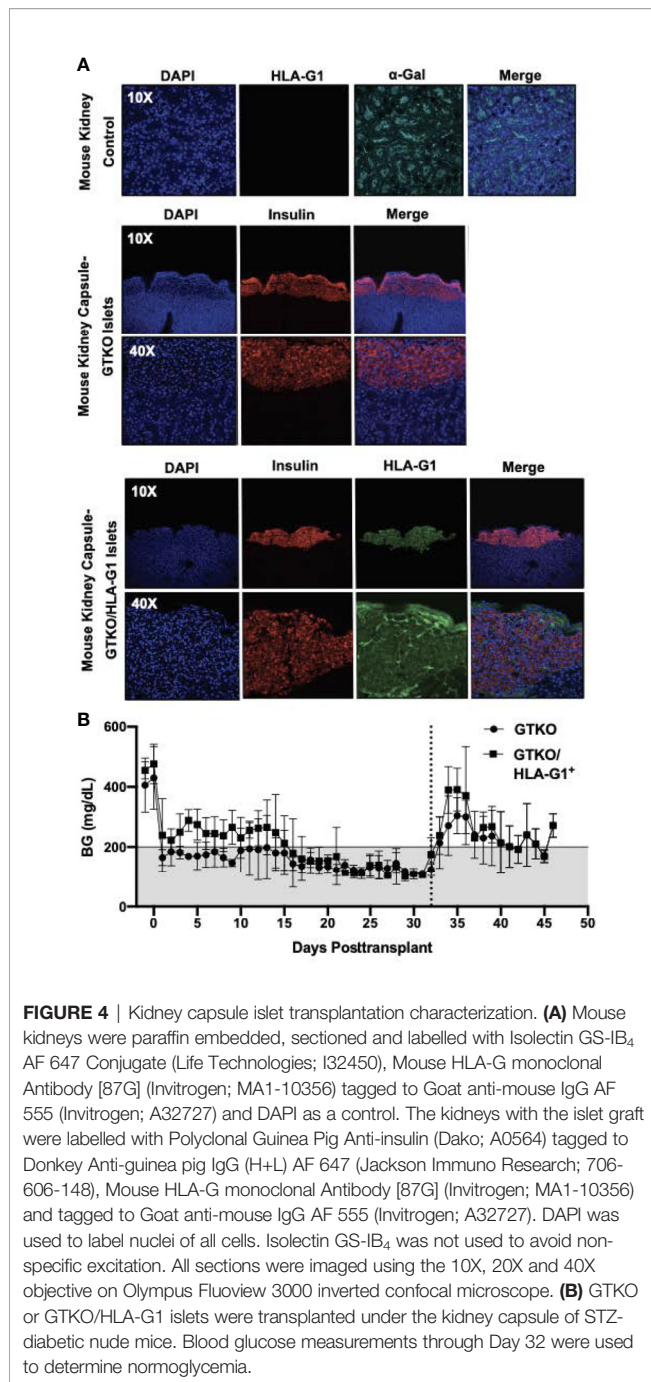 A
DAPI HLA-G1 α-Gal Merge
10X
Mouse Kidney
Control
DAPI Insulin Merge
10X
40X
Mouse Kidney Capsule-
GTKO Islets
DAPI Insulin HLA-G1 Merge
10X
40X
Mouse Kidney Capsule-
GTKO/HLA-G1 Islets
B
600
400
200
0
BG (mg/dL)
GTKO
GTKO/
HLA-G1+
0 5 10 15 20 25 30 35 40 45 50
Days Posttransplant
FIGURE 4 | Kidney capsule islet transplantation characterization. (A) Mouse
kidneys were paraffin embedded, sectioned and labelled with Isolectin GS-IB₄
AF 647 Conjugate (Life Technologies; I32450), Mouse HLA-G monoclonal
Antibody [87G] (Invitrogen; MA1-10356) tagged to Goat anti-mouse IgG AF
555 (Invitrogen; A32727) and DAPI as a control. The kidneys with the islet graft
were labelled with Polyclonal Guinea Pig Anti-insulin (Dako; A0564) tagged to
Donkey Anti-guinea pig IgG (H+L) AF 647 (Jackson Immuno Research; 706-
606-148), Mouse HLA-G monoclonal Antibody [87G] (Invitrogen; MA1-10356)
and tagged to Goat anti-mouse IgG AF 555 (Invitrogen; A32727). DAPI was
used to label nuclei of all cells. Isolectin GS-IB₄ was not used to avoid non-
specific excitation. All sections were imaged using the 10X, 20X and 40X
objective on Olympus Fluoview 3000 inverted confocal microscope. (B) GTKO
or GTKO/HLA-G1 islets were transplanted under the kidney capsule of STZ-
diabetic nude mice. Blood glucose measurements through Day 32 were used
to determine normoglycemia.